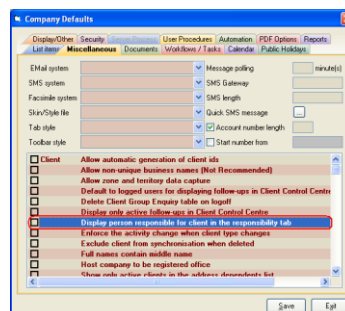 Company Defaults
Display/Other Security Server Process User Procedures Automation PDF Options Reports
List items Miscellaneous Documents Workflows / Tasks Calendar Public Holidays
EMail system Message polling minute(s)
SMS system SMS Gateway
Facsimile system SMS length
Skin/Style file Quick SMS message ...
Tab style Account number length
Toolbar style Start number from
Client Allow automatic generation of client ids
Allow non-unique business names (Not Recommended)
Allow zone and territory data capture
Default to logged users for displaying follow-ups in Client Control Centre
Delete Client Group Enquiry table on logoff
Display only active follow-ups in Client Control Centre
Display person responsible for client in the responsibility tab
Enforce the activity change when client type changes
Exclude client from synchronisation when deleted
Full names contain middle name
Host company to be registered office
Show only active clients in the address dependents list
Save Exit